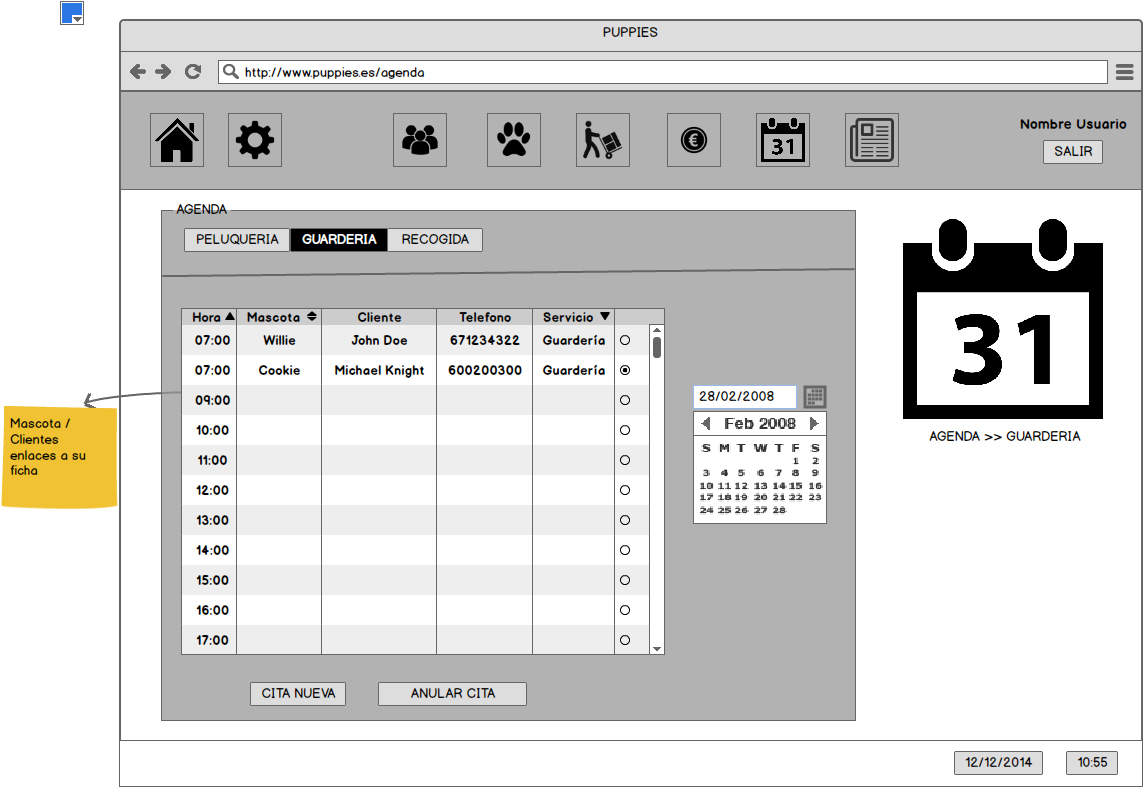 PUPPIES
http://www.puppies.es/agenda
31
Nombre Usuario
SALIR
AGENDA
PELUQUERIA GUARDERIA RECOGIDA
Hora Mascota Cliente Telefono Servicio
07:00 Willie John Doe 671234322 Guardería
07:00 Cookie Michael Knight 600200300 Guardería
09:00
10:00
11:00
12:00
13:00
14:00
15:00
16:00
17:00
CITA NUEVA ANULAR CITA
Mascota /
Clientes
enlaces a su
ficha
28/02/2008
Feb 2008
S M T W T F S
1 2
3 4 5 6 7 8 9
10 11 12 13 14 15 16
17 18 19 20 21 22 23
24 25 26 27 28
31
AGENDA >> GUARDERIA
12/12/2014 10:55